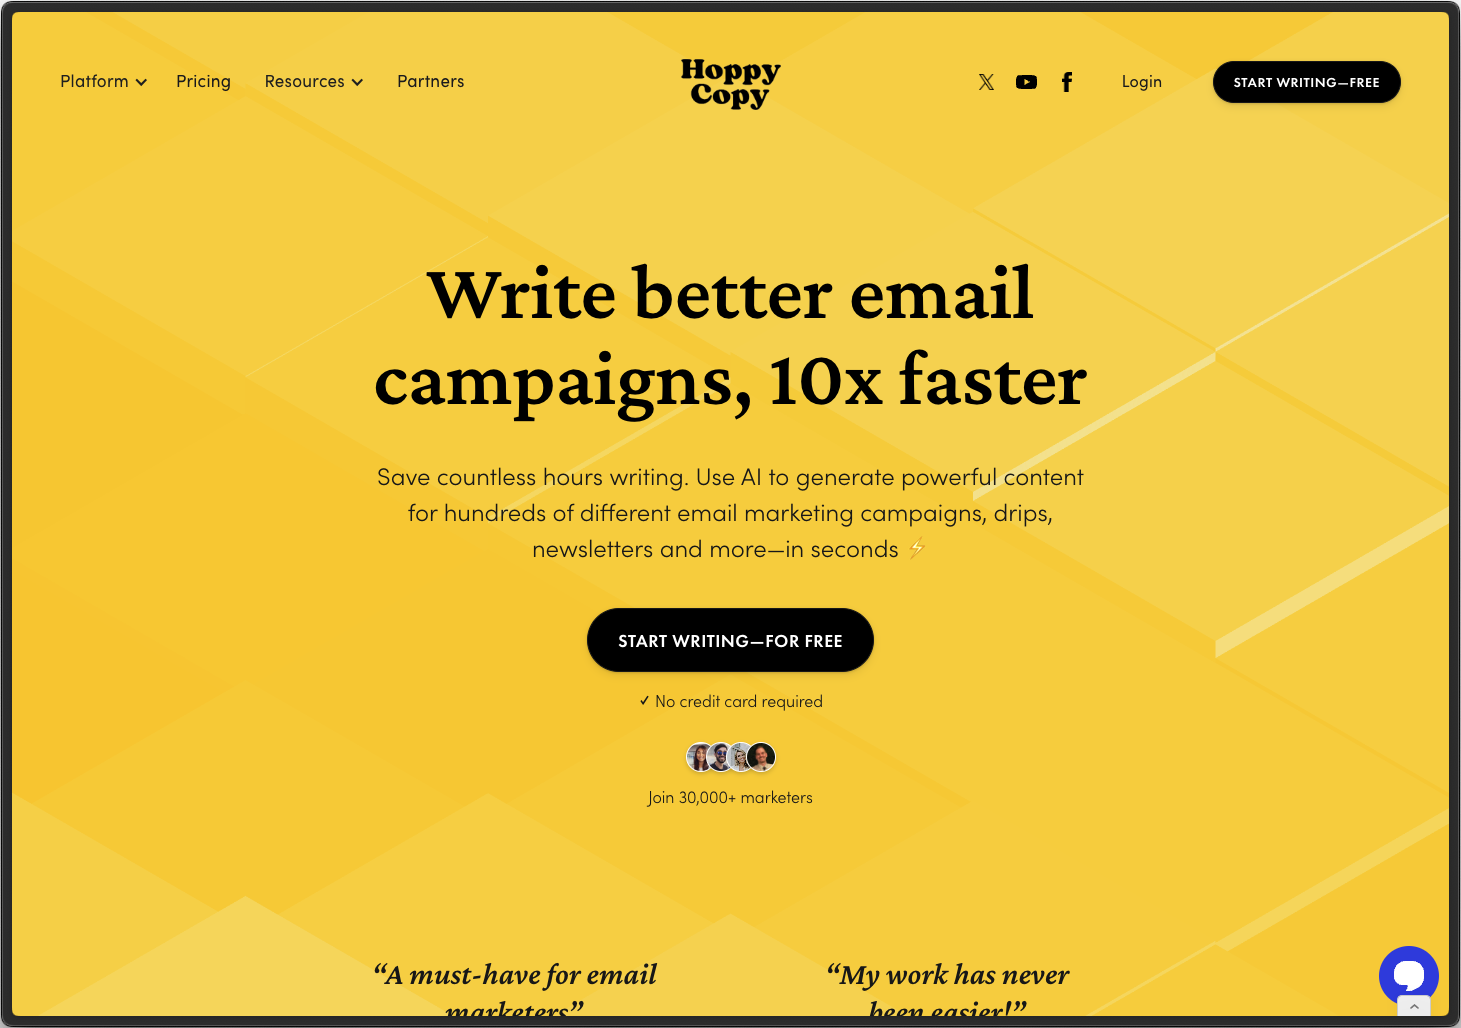 Platform
Pricing
Resources
Partners
Hoppy
Copy
Login
START WRITING—FREE
Write better email
campaigns, 10x faster
Save countless hours writing. Use AI to generate powerful content
for hundreds of different email marketing campaigns, drips,
newsletters and more—in seconds ⚡
START WRITING—FOR FREE
✓ No credit card required
Join 30,000+ marketers
“A must-have for email
marketers”
“My work has never
been easier!”